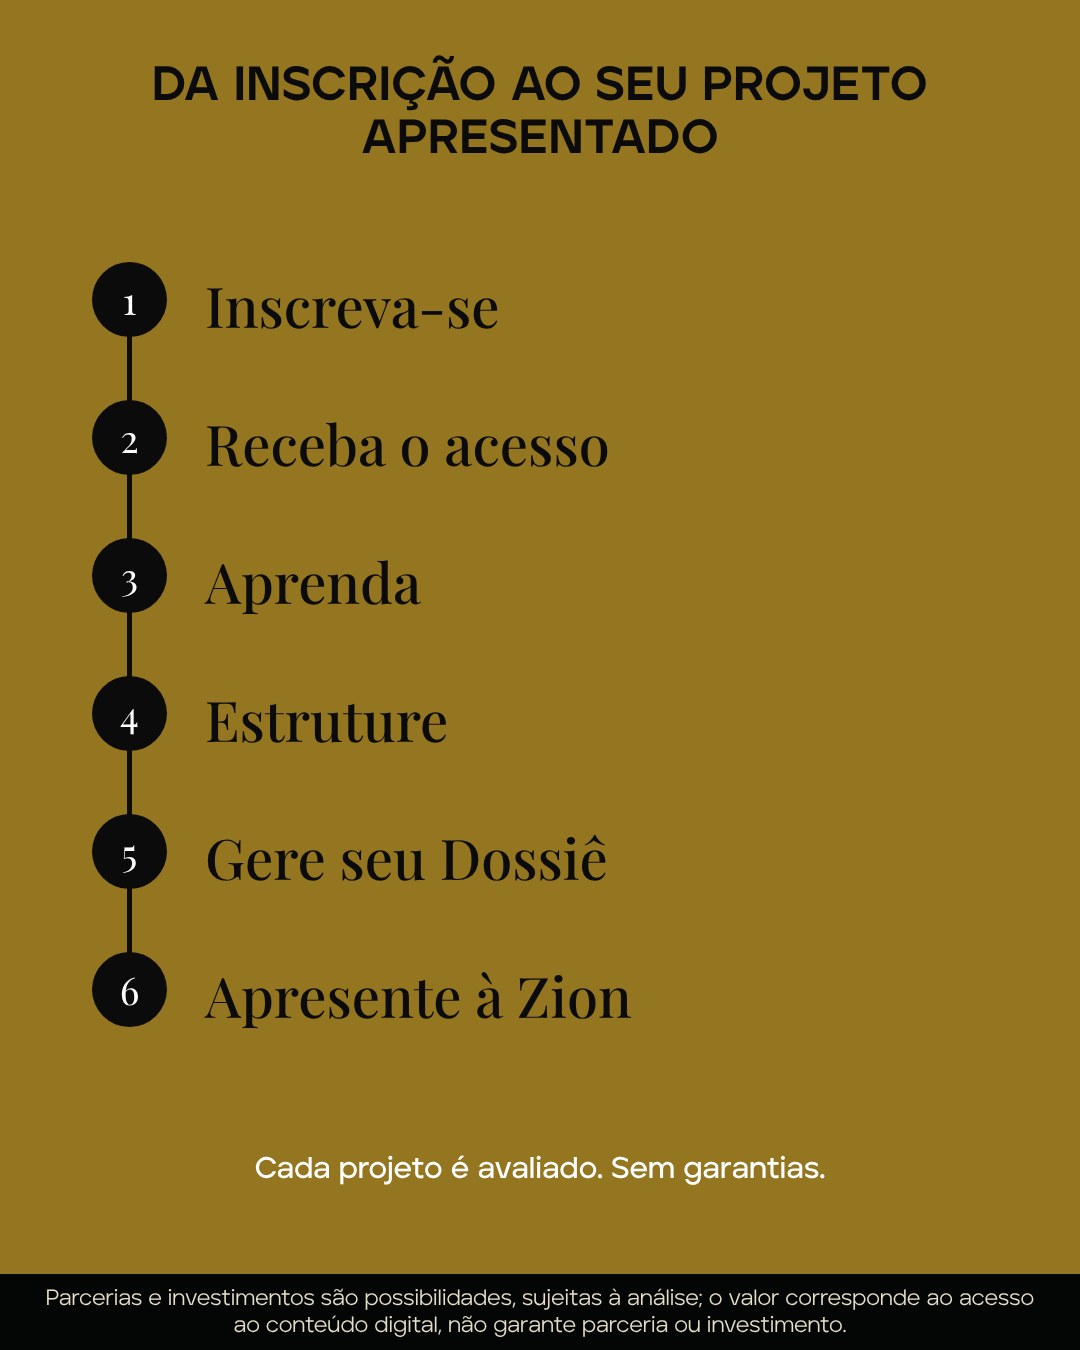 DA INSCRIÇÃO AO SEU PROJETO
APRESENTADO
1 Inscreva-se
2 Receba o acesso
3 Aprenda
4 Estruture
5 Gere seu Dossiê
6 Apresente à Zion
Cada projeto é avaliado. Sem garantias.
Parcerias e investimentos são possibilidades, sujeitas à análise; o valor corresponde ao acesso
ao conteúdo digital, não garante parceria ou investimento.